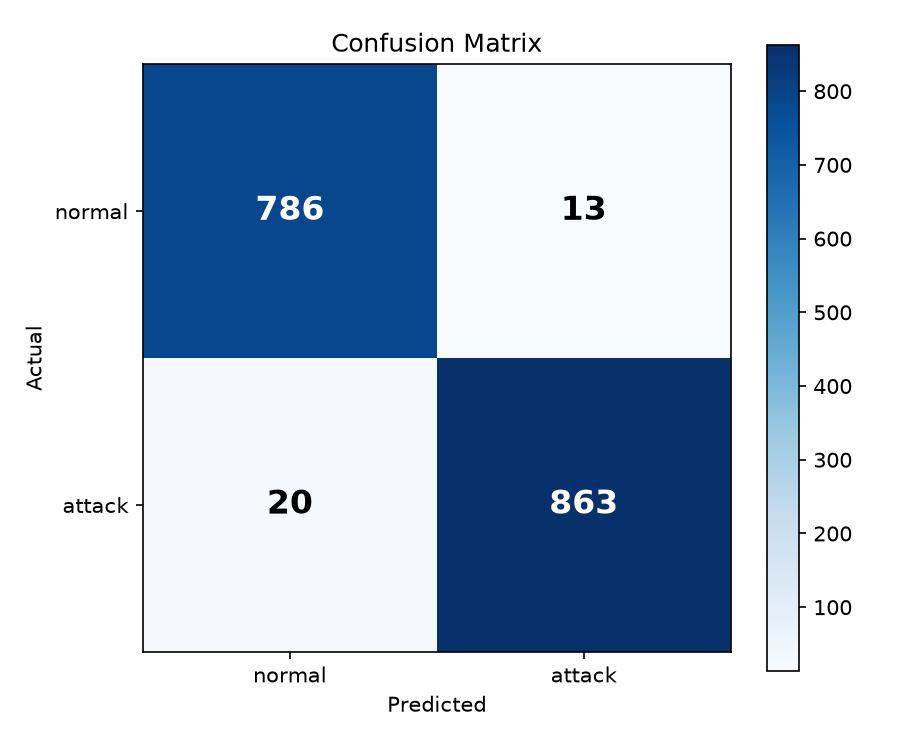 Confusion Matrix
normal
786
13
attack
20
863
normal
attack
Predicted
Actual
800
700
600
500
400
300
200
100